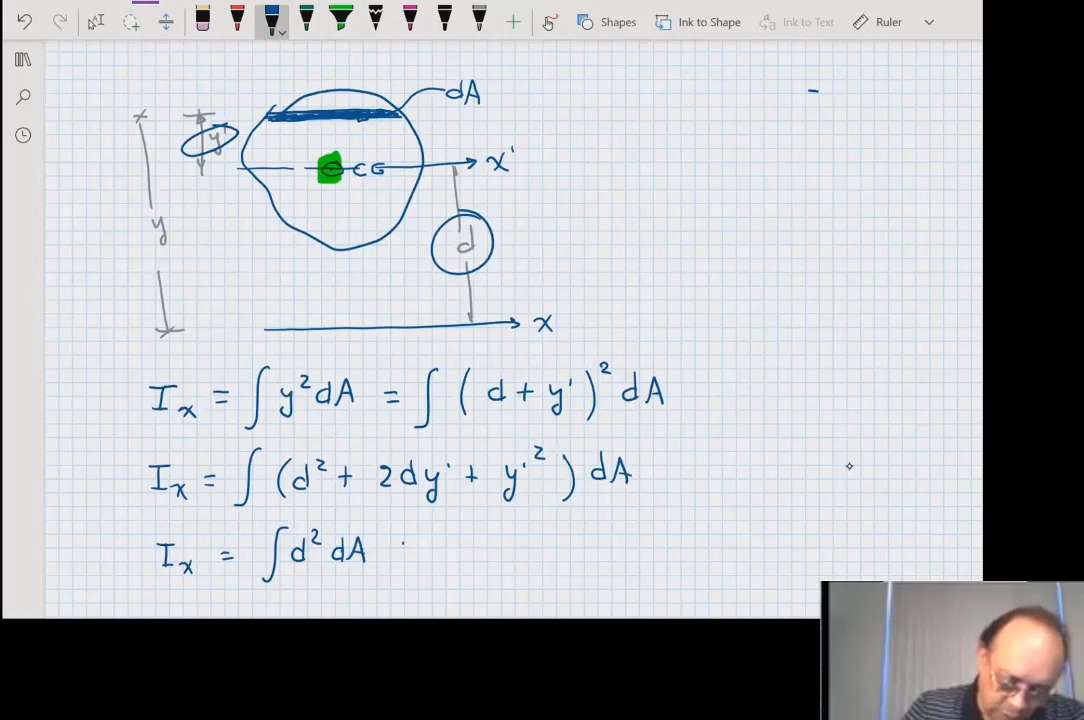 Shapes
Ink to Shape
Ink to Text
Ruler
dA
y'
CG
x'
y
d
x
Ix = ∫ y² dA = ∫ ( d + y' )² dA
Ix = ∫ (d² + 2dy' + y'² ) dA
Ix = ∫ d² dA